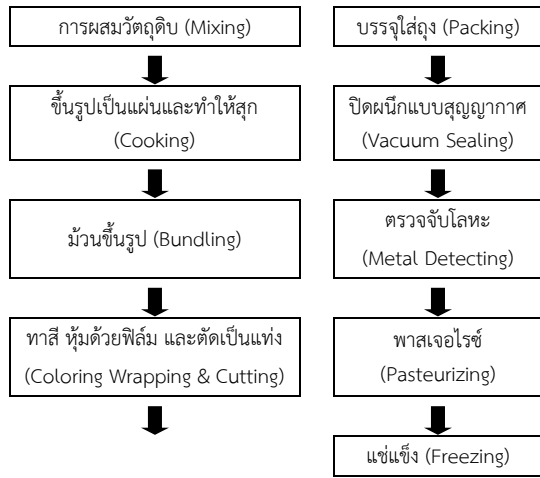 การผสมวัตถุดิบ (Mixing)
ขึ้นรูปเป็นแผ่นและทำให้สุก
(Cooking)
ม้วนขึ้นรูป (Bundling)
ทาสี หุ้มด้วยฟิล์ม และตัดเป็นแท่ง
(Coloring Wrapping & Cutting)
บรรจุใส่ถุง (Packing)
ปิดผนึกแบบสุญญากาศ
(Vacuum Sealing)
ตรวจจับโลหะ
(Metal Detecting)
พาสเจอไรซ์
(Pasteurizing)
แช่แข็ง (Freezing)